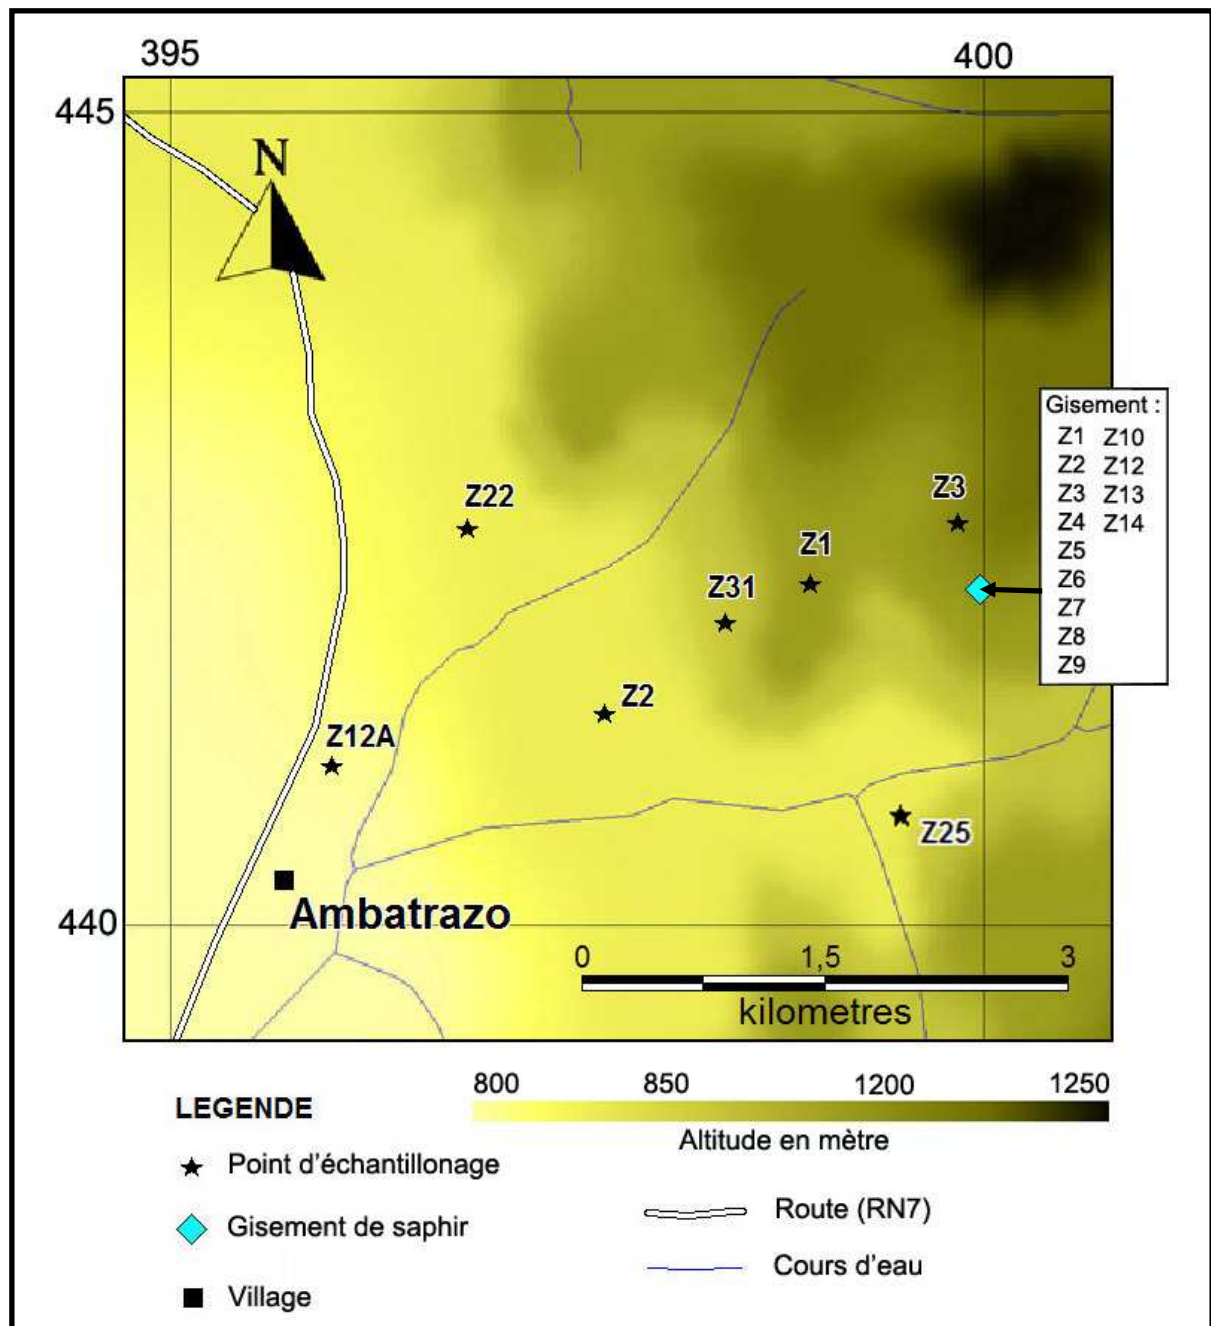 395 400
445
N
Gisement :
Z1 Z10
Z2 Z12
Z3 Z13
Z4 Z14
Z5
Z6
Z7
Z8
Z9
Z3
Z22
Z1
Z31
Z2
Z12A
Z25
Ambatrazo
440
0 1,5 3
kilometres
800 850 1200 1250
LEGENDE
Altitude en mètre
Point d'échantillonage
Route (RN7)
Gisement de saphir
Cours d'eau
Village